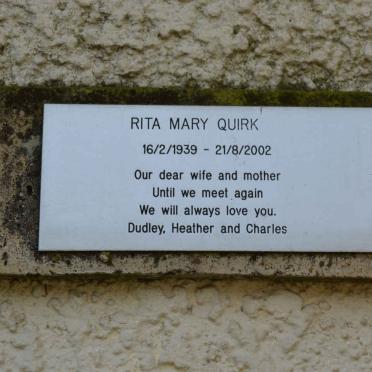 RITA MARY QUIRK
16/2/1939 - 21/8/2002
Our dear wife and mother
Until we meet again
We will always love you.
Dudley, Heather and Charles